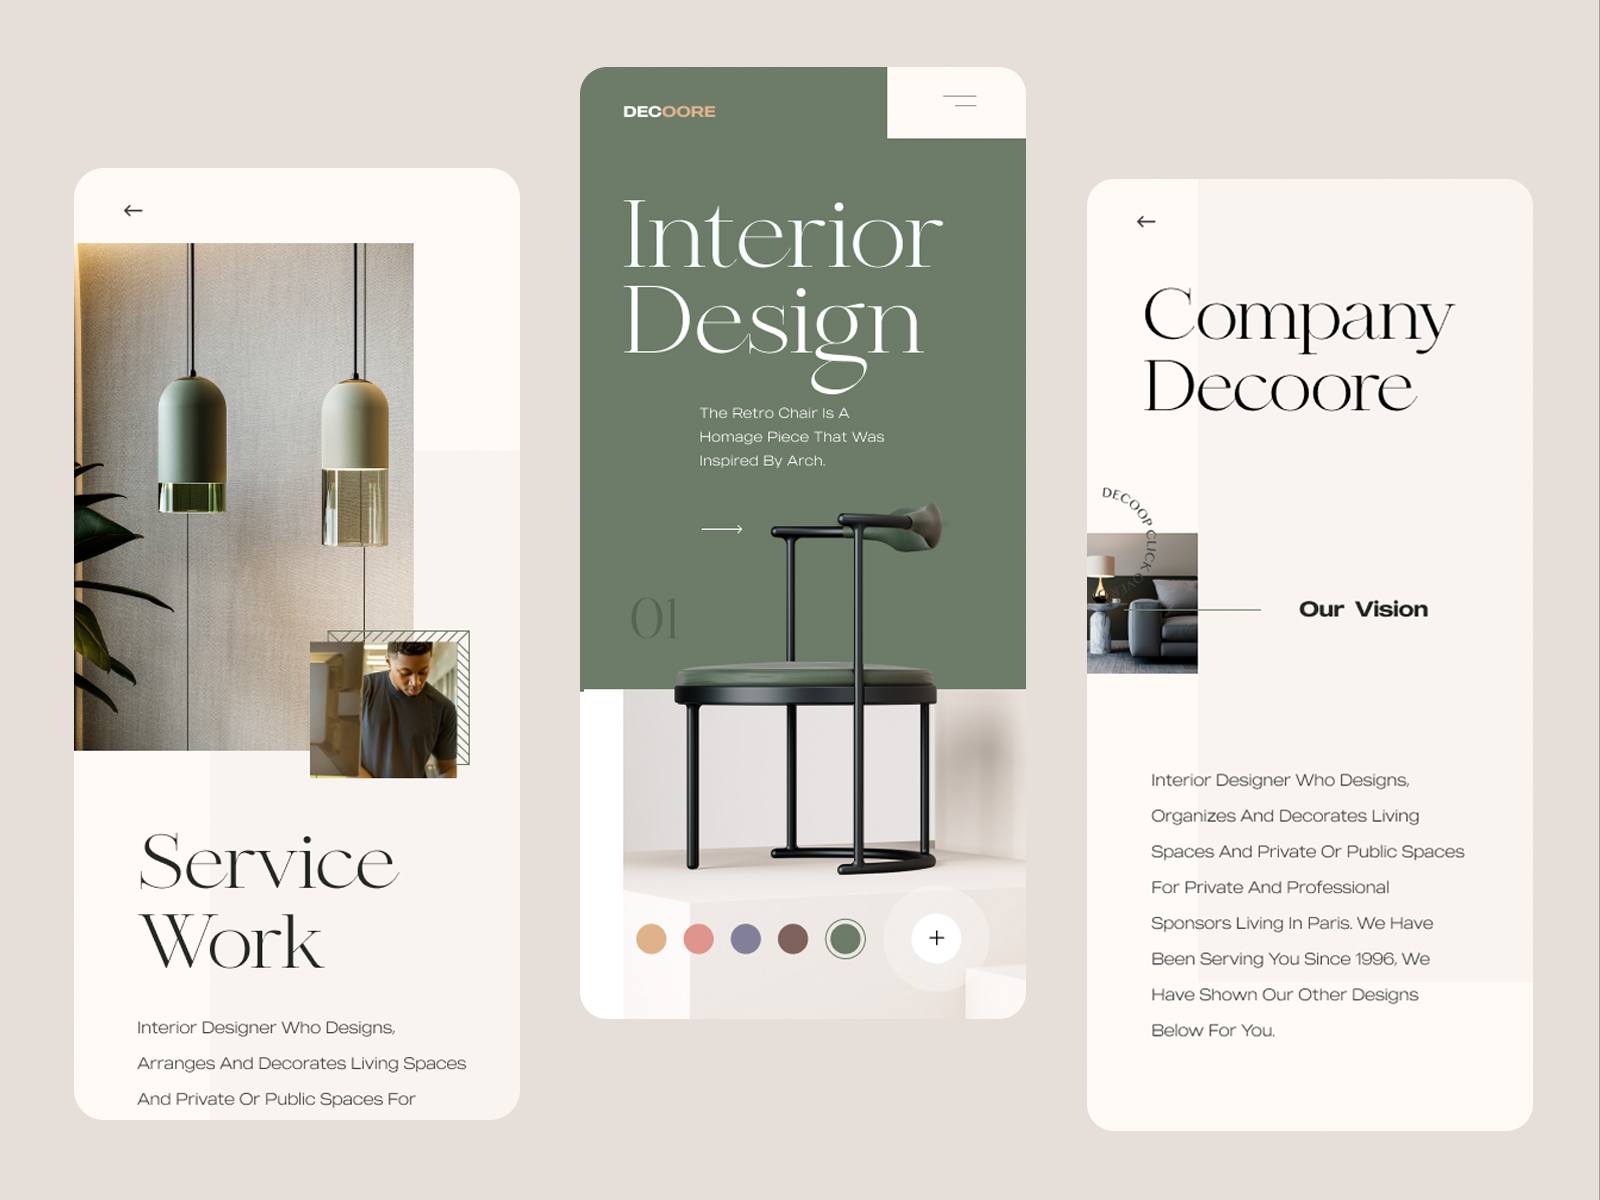 Service
Work
Interior Designer Who Designs,
Arranges And Decorates Living Spaces
And Private Or Public Spaces For
DECOORE
Interior
Design
The Retro Chair Is A
Homage Piece That Was
Inspired By Arch.
01
Company
Decoore
DECOOP CLICK OVER
Our Vision
Interior Designer Who Designs,
Organizes And Decorates Living
Spaces And Private Or Public Spaces
For Private And Professional
Sponsors Living In Paris. We Have
Been Serving You Since 1996, We
Have Shown Our Other Designs
Below For You.